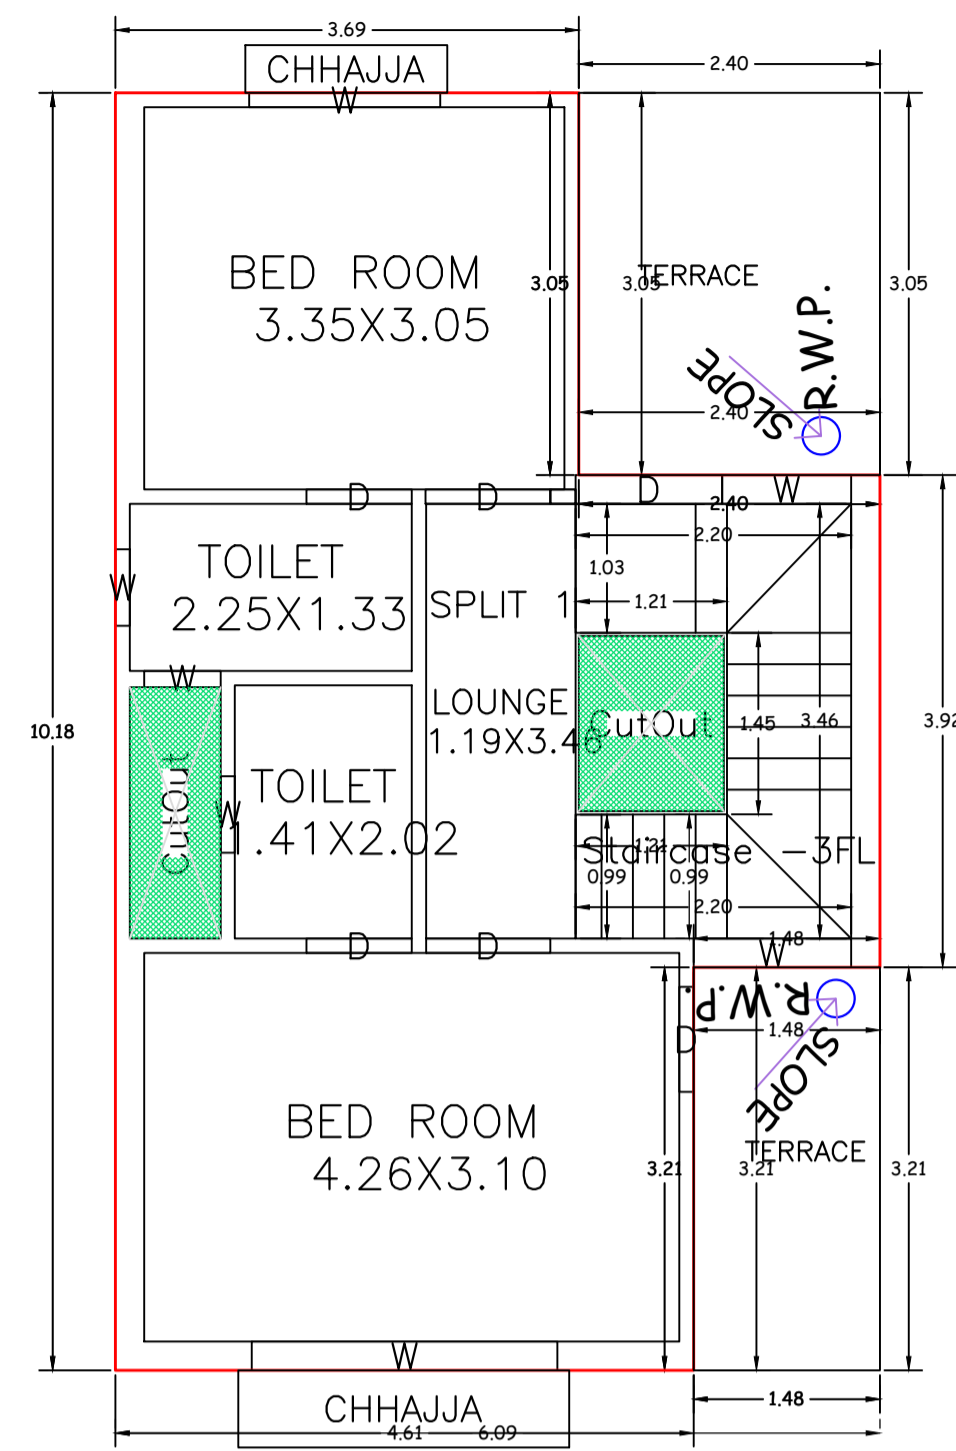 3.69
2.40
CHHAJJA
W
BED ROOM
3.35X3.05
3.05
3.05
TERRACE
3.05
R.W.P.
SLOPE
2.40
D
D
D
W
2.40
2.20
TOILET
2.25X1.33
W
1.03
SPLIT 1
1.21
W
10.18
LOUNGE
1.19X3.46
CutOut
1.45
3.46
3.92
CutOut
W
TOILET
1.41X2.02
1.21
Staircase -3FL
0.99
0.99
2.20
1.48
D
D
W
R.W.P.
1.48
D
SLOPE
BED ROOM
4.26X3.10
3.21
3.21
TERRACE
3.21
W
CHHAJJA
1.48
4.61
6.09